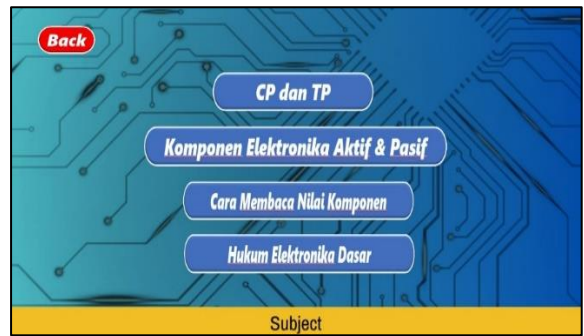 Back
CP dan TP
Komponen Elektronika Aktif & Pasif
Cara Membaca Nilai Komponen
Hukum Elektronika Dasar
Subject